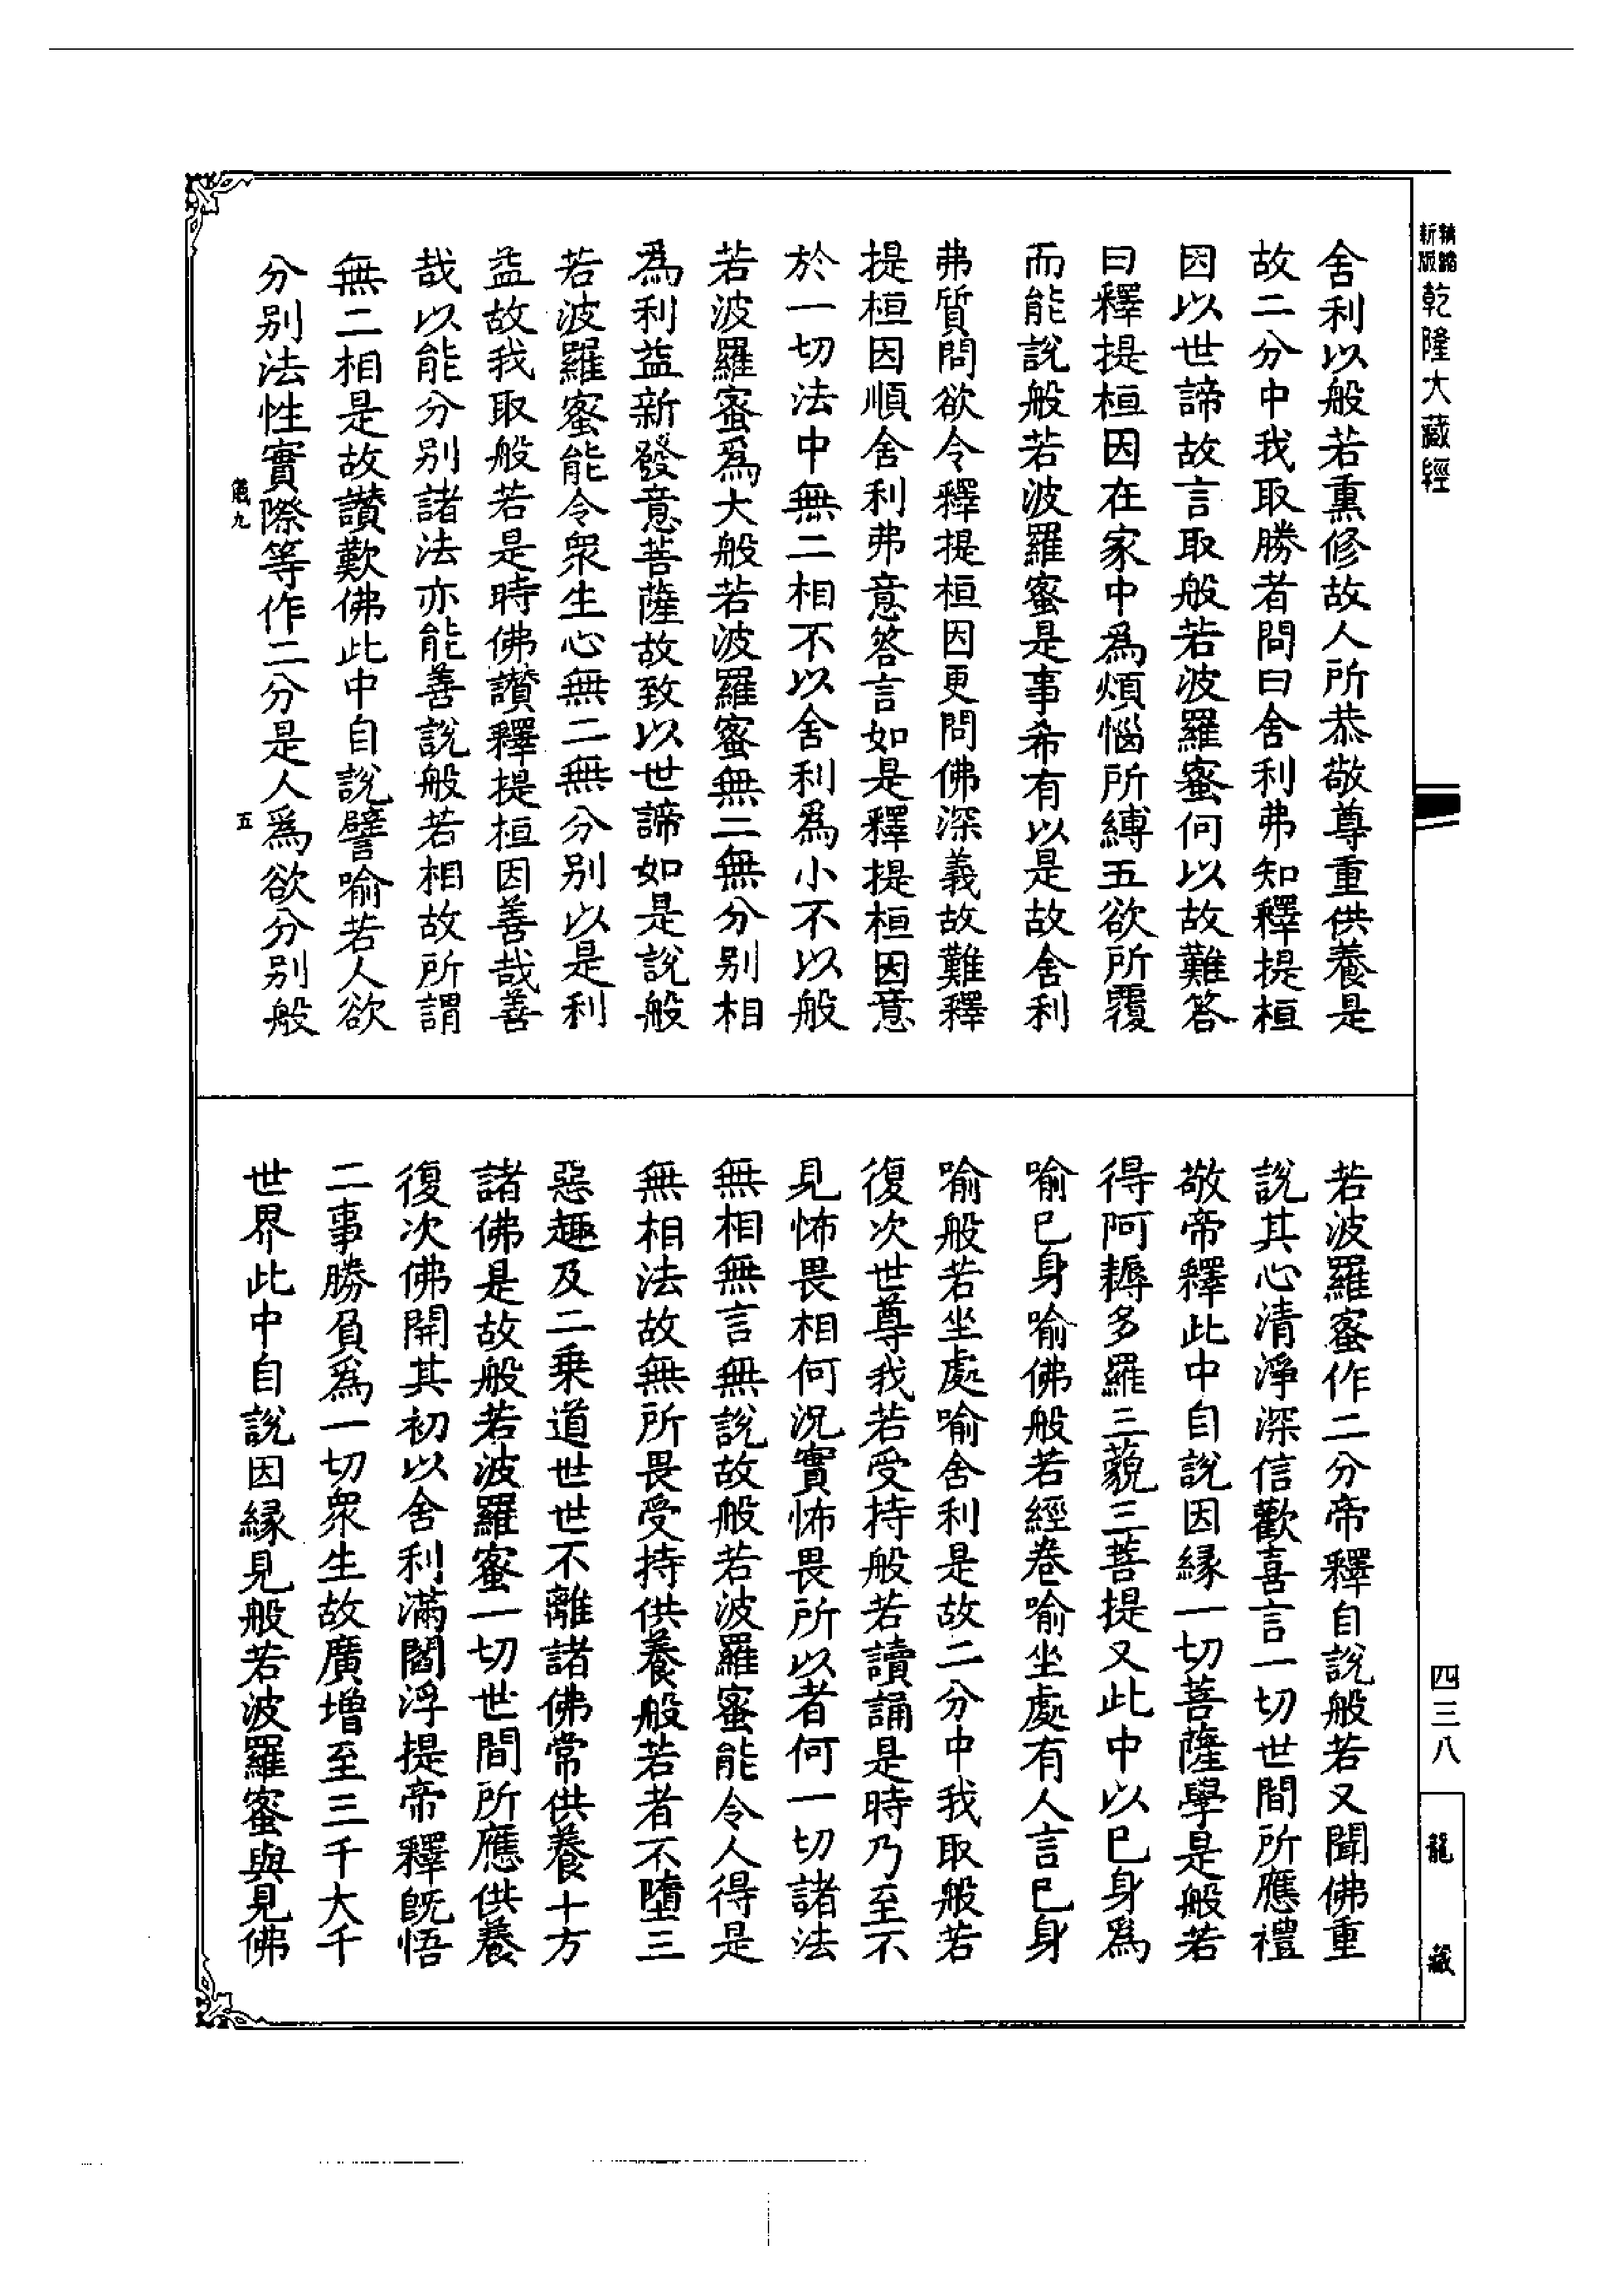 新版
精縮
乾隆大藏經
舍利以般若熏修故人所恭敬尊重供養是
故二分中我取勝者問曰舍利弗知釋提桓
因以世諦故言取般若波羅蜜何以故難答
曰釋提桓因在家中爲煩惱所縛五欲所覆
而能說般若波羅蜜是事希有以是故舍利
弗質問欲令釋提桓因更問佛深義故難釋
提桓因順舍利弗意答言如是釋提桓因意
於一切法中無二相不以舍利爲小不以般
若波羅蜜爲大般若波羅蜜無二無分别相
爲利益新發意菩薩故致以世諦如是說般
若波羅蜜能令衆生心無二無分别以是利
益故我取般若是時佛讚釋提桓因善哉善
哉以能分别諸法亦能善說般若相故所謂
無二相是故讚歎佛此中自說譬喻若人欲
分别法性實際等作二分是人爲欲分别般
五
若波羅蜜作二分帝釋自說般若又聞佛重
說其心清淨深信歡喜言一切世間所應禮
敬帝釋此中自說因緣一切菩薩學是般若
得阿耨多羅三藐三菩提又此中以巳身爲
喻巳身喻佛般若經卷喻坐處有人言巳身
喻般若坐處喻舍利是故二分中我取般若
復次世尊我若受持般若讀誦是時乃至不
見怖畏相何況實怖畏所以者何一切諸法
無相無言無說故般若波羅蜜能令人得是
無相法故無所畏受持供養般若者不墮三
惡趣及二乗道世世不離諸佛常供養十方
諸佛是故般若波羅蜜一切世間所應供養
復次佛開其初以舍利滿閻浮提帝釋旣悟
二事勝負爲一切衆生故廣增至三千大千
世界此中自說因緣見般若波羅蜜與見佛
四三八
龍藏